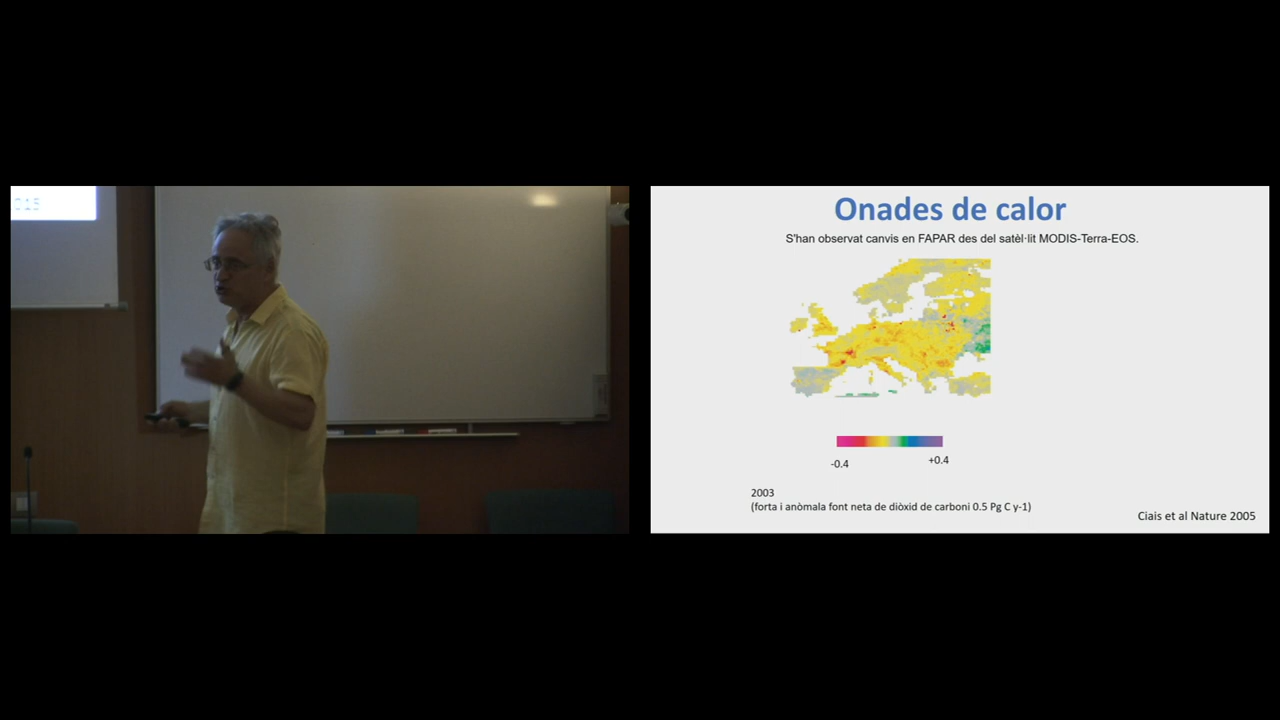 Onades de calor
S'han observat canvis en FAPAR des del satèl·lit MODIS-Terra-EOS.
-0.4
+0.4
2003
(forta i anòmala font neta de diòxid de carboni 0.5 Pg C y-1)
Ciais et al Nature 2005